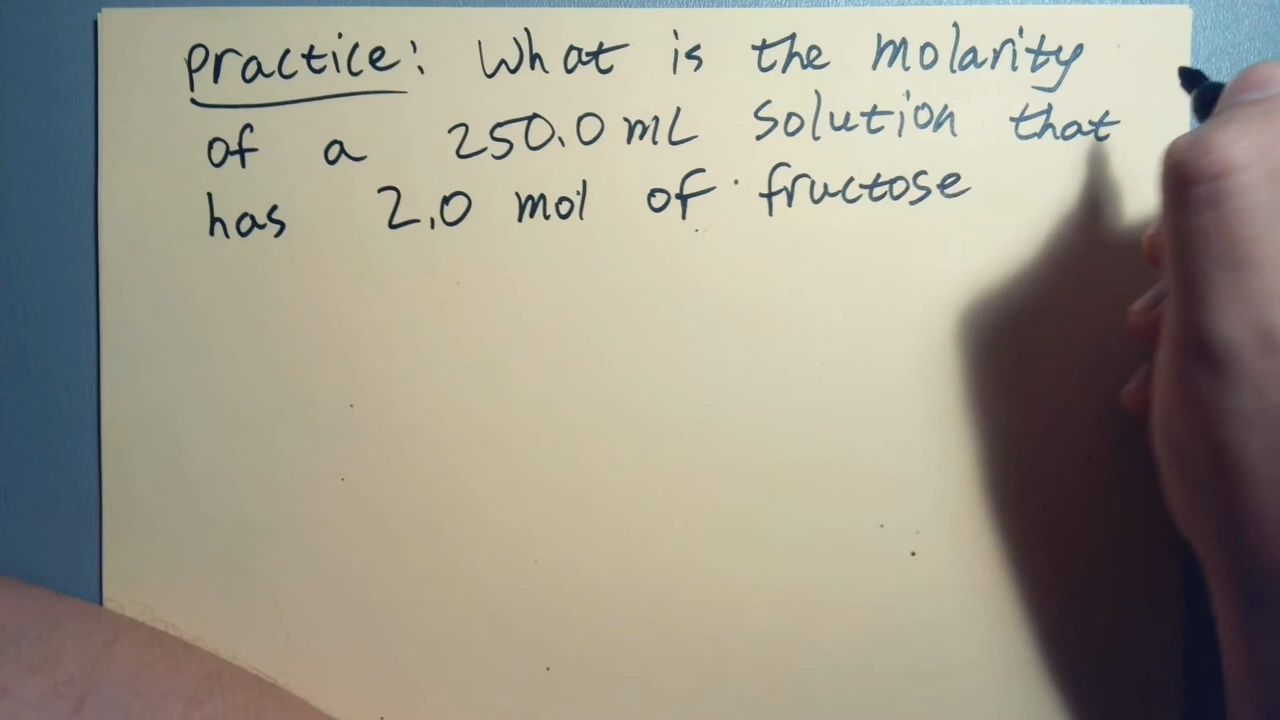 practice: What is the molarity
of a 250.0 mL solution that
has 2.0 mol of fructose